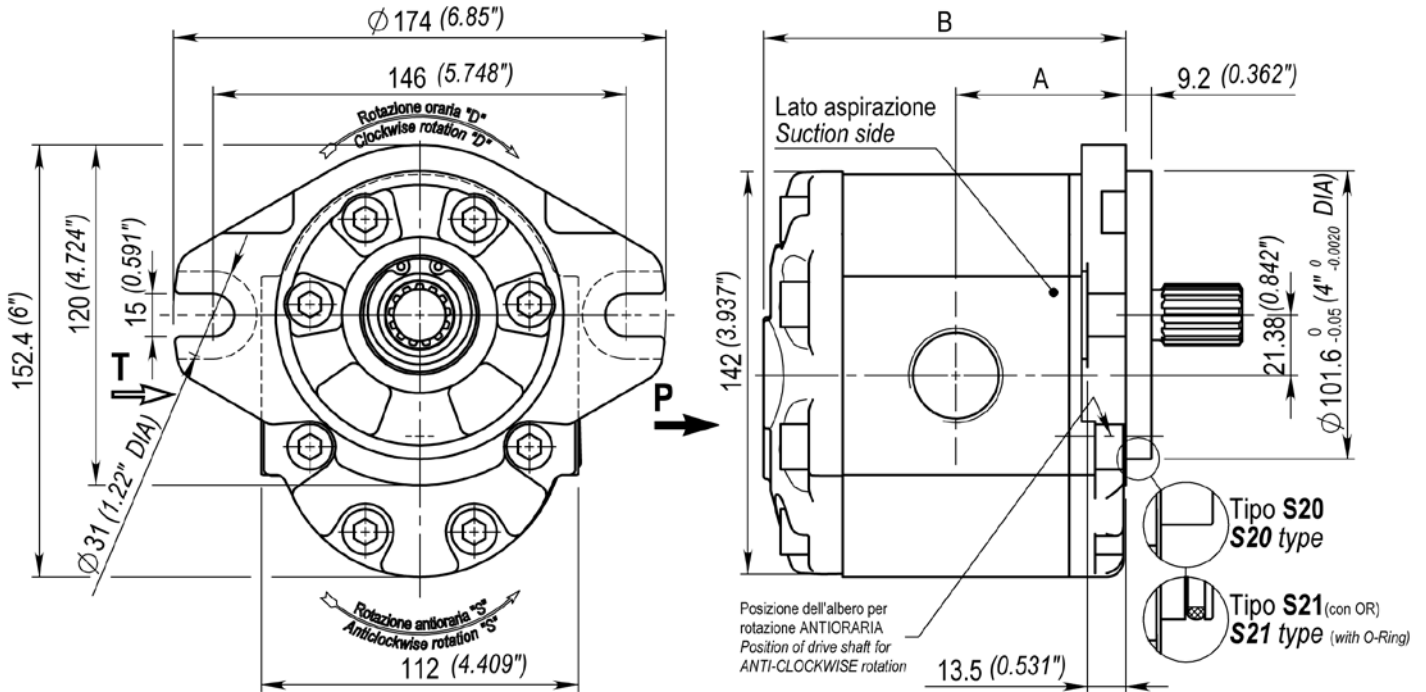 Ø 174 (6.85")
146 (5.748")
Rotazione oraria "D"
Clockwise rotation "D"
152.4 (6")
120 (4.724")
15 (0.591")
T
Ø 31 (1.22" DIA)
P
Rotazione antioraria "S"
Anticlockwise rotation "S"
112 (4.409")
B
A
9.2 (0.362")
Lato aspirazione
Suction side
142 (3.937")
21.38 (0.842")
Ø 101.6 0 -0.05 (4" 0 -0.0020 DIA)
Tipo S20
S20 type
Tipo S21 (con OR)
S21 type (with O-Ring)
Posizione dell'albero per
rotazione ANTIORARIA
Position of drive shaft for
ANTI-CLOCKWISE rotation
13.5 (0.531")